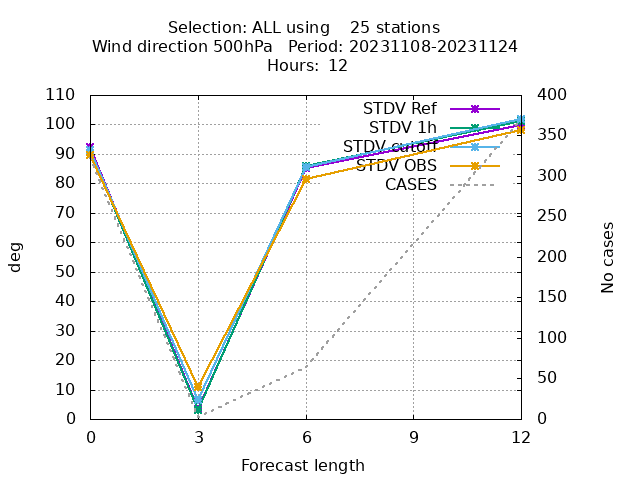 Selection: ALL using    25 stations
Wind direction 500hPa   Period: 20231108-20231124
Hours: 12
110
100
90
80
70
60
50
40
30
20
10
0
deg
STDV Ref
STDV 1h
STDV cutoff
STDV OBS
CASES
400
350
300
250
200
150
100
50
0
No cases
0 3 6 9 12
Forecast length